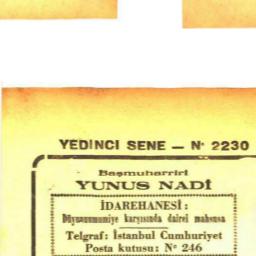 YEDİNCİ SENE — Nº 2230
Başmuharriri
YUNUS NADİ
İDAREHANESİ:
Düyunumumiye karşısında dairei mahsusa
Telgraf: İstanbul Cumhuriyet
Posta kutusu: Nº 246